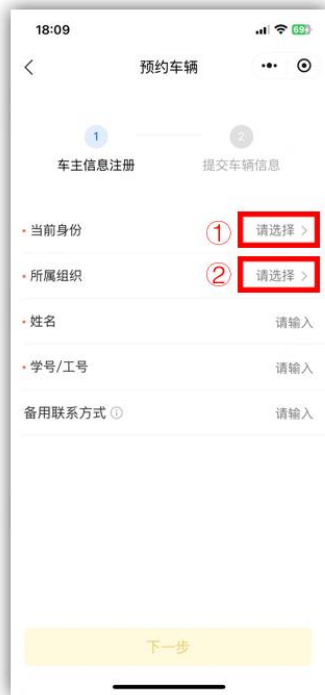 18:09 69
预约车辆
1 2
车主信息注册 提交车辆信息
当前身份 ① 请选择
所属组织 ② 请选择
姓名 请输入
学号/工号 请输入
备用联系方式 请输入
下一步